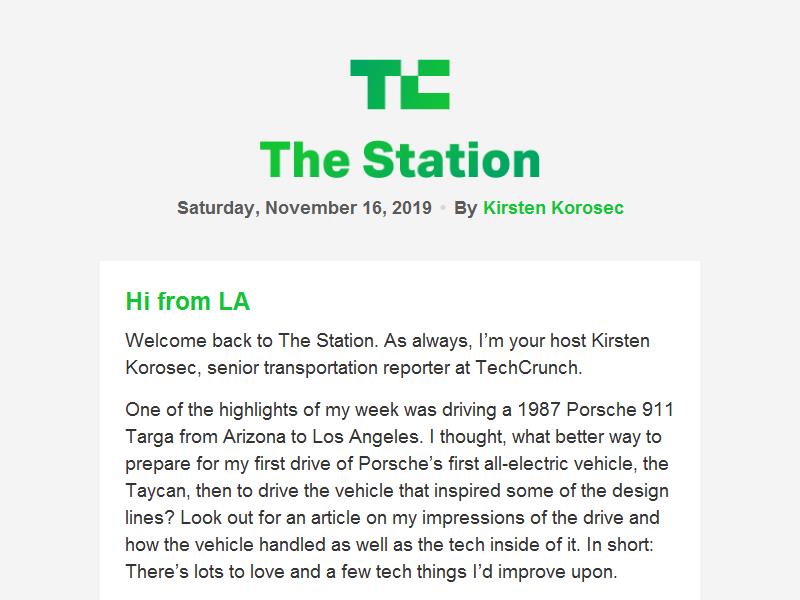 TC
The Station
Saturday, November 16, 2019 • By Kirsten Korosec
Hi from LA
Welcome back to The Station. As always, I’m your host Kirsten
Korosec, senior transportation reporter at TechCrunch.
One of the highlights of my week was driving a 1987 Porsche 911
Targa from Arizona to Los Angeles. I thought, what better way to
prepare for my first drive of Porsche’s first all-electric vehicle, the
Taycan, then to drive the vehicle that inspired some of the design
lines? Look out for an article on my impressions of the drive and
how the vehicle handled as well as the tech inside of it. In short:
There’s lots to love and a few tech things I’d improve upon.